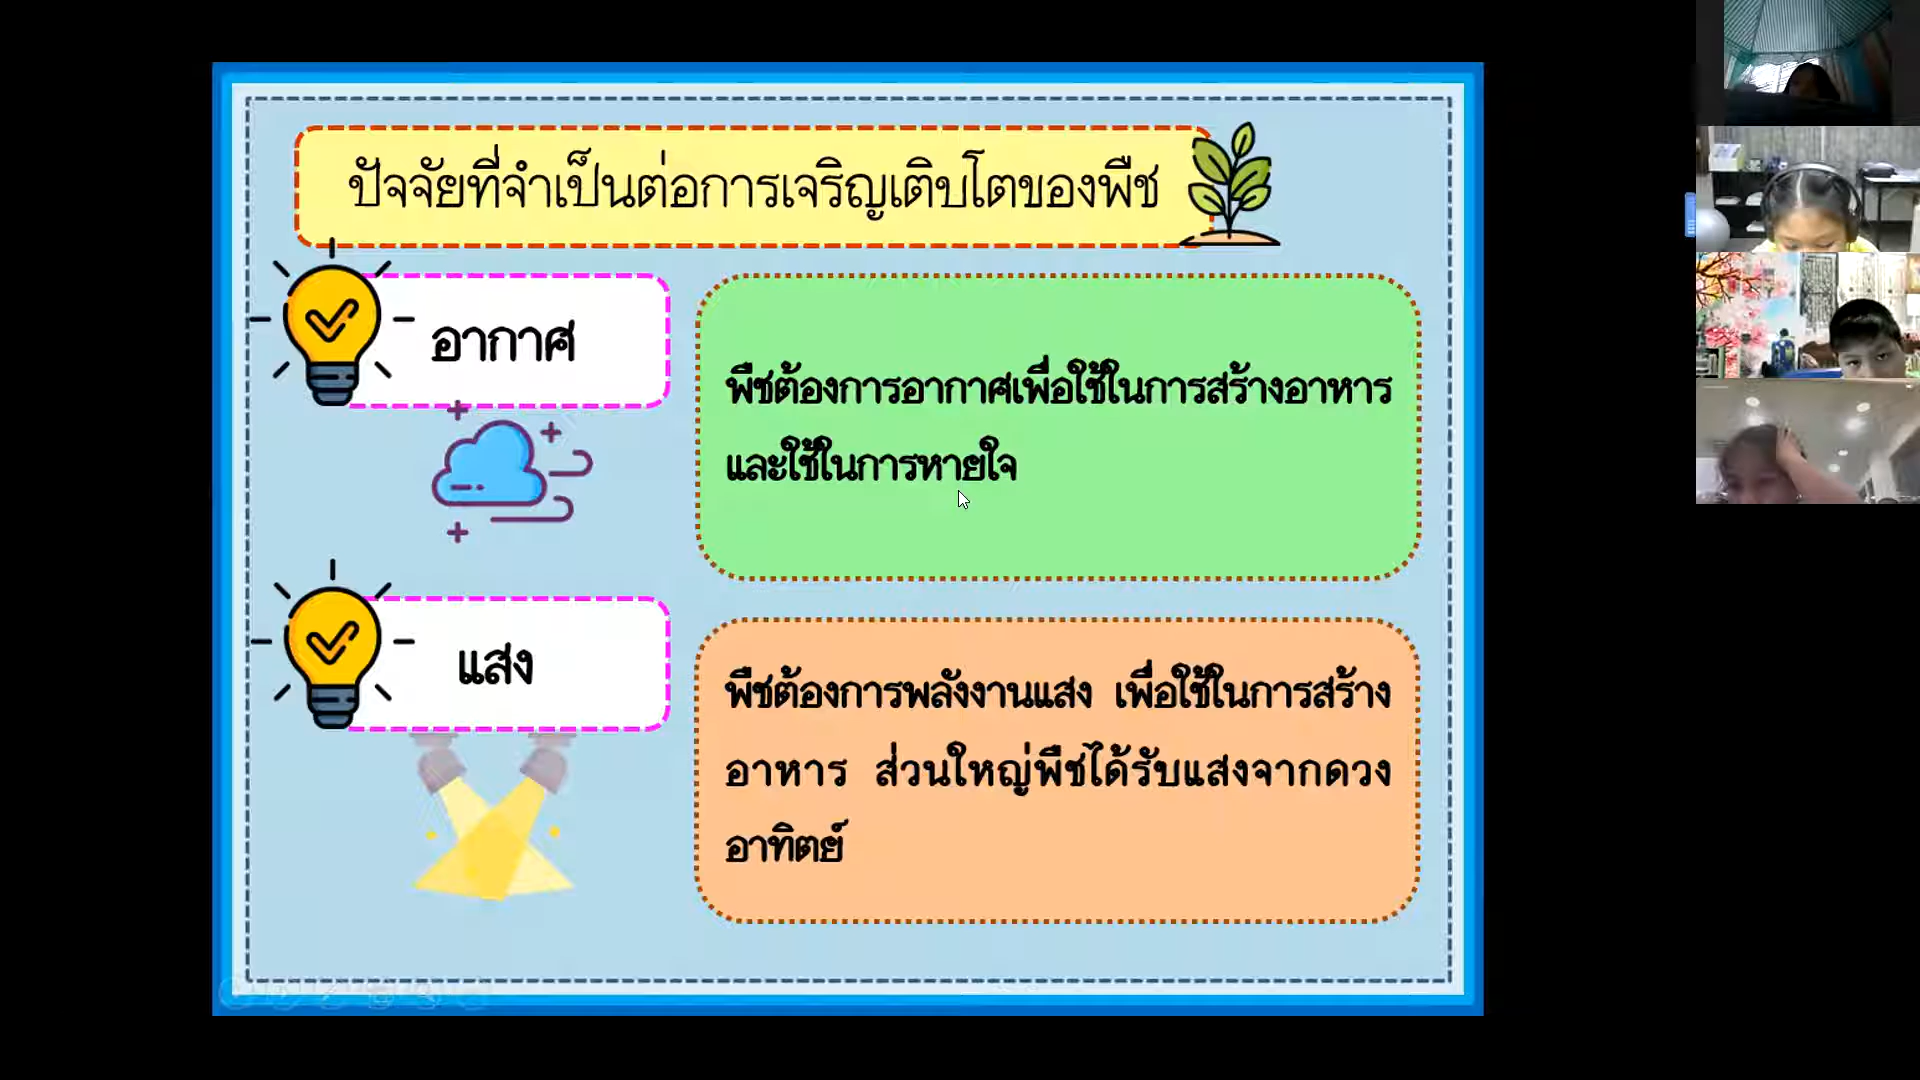 ปัจจัยที่จำเป็นต่อการเจริญเติบโตของพืช
อากาศ
พืชต้องการอากาศเพื่อใช้ในการสร้างอาหาร
และใช้ในการหายใจ
แสง
พืชต้องการพลังงานแสง เพื่อใช้ในการสร้าง
อาหาร ส่วนใหญ่พืชได้รับแสงจากดวง
อาทิตย์